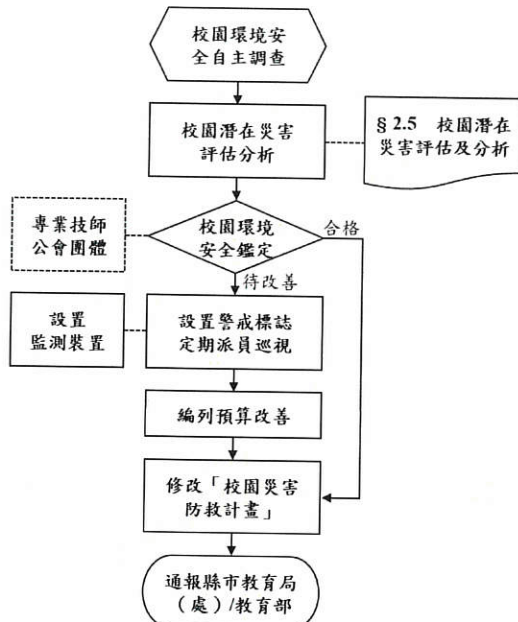 校園環境安
全自主調查
校園潛在災害
評估分析
§ 2.5 校園潛在
災害評估及分析
專業技師
公會團體
校園環境
安全鑑定
合格
待改善
設置
監測裝置
設置警戒標誌
定期派員巡視
編列預算改善
修改「校園災害
防救計畫」
通報縣市教育局
（處）/教育部